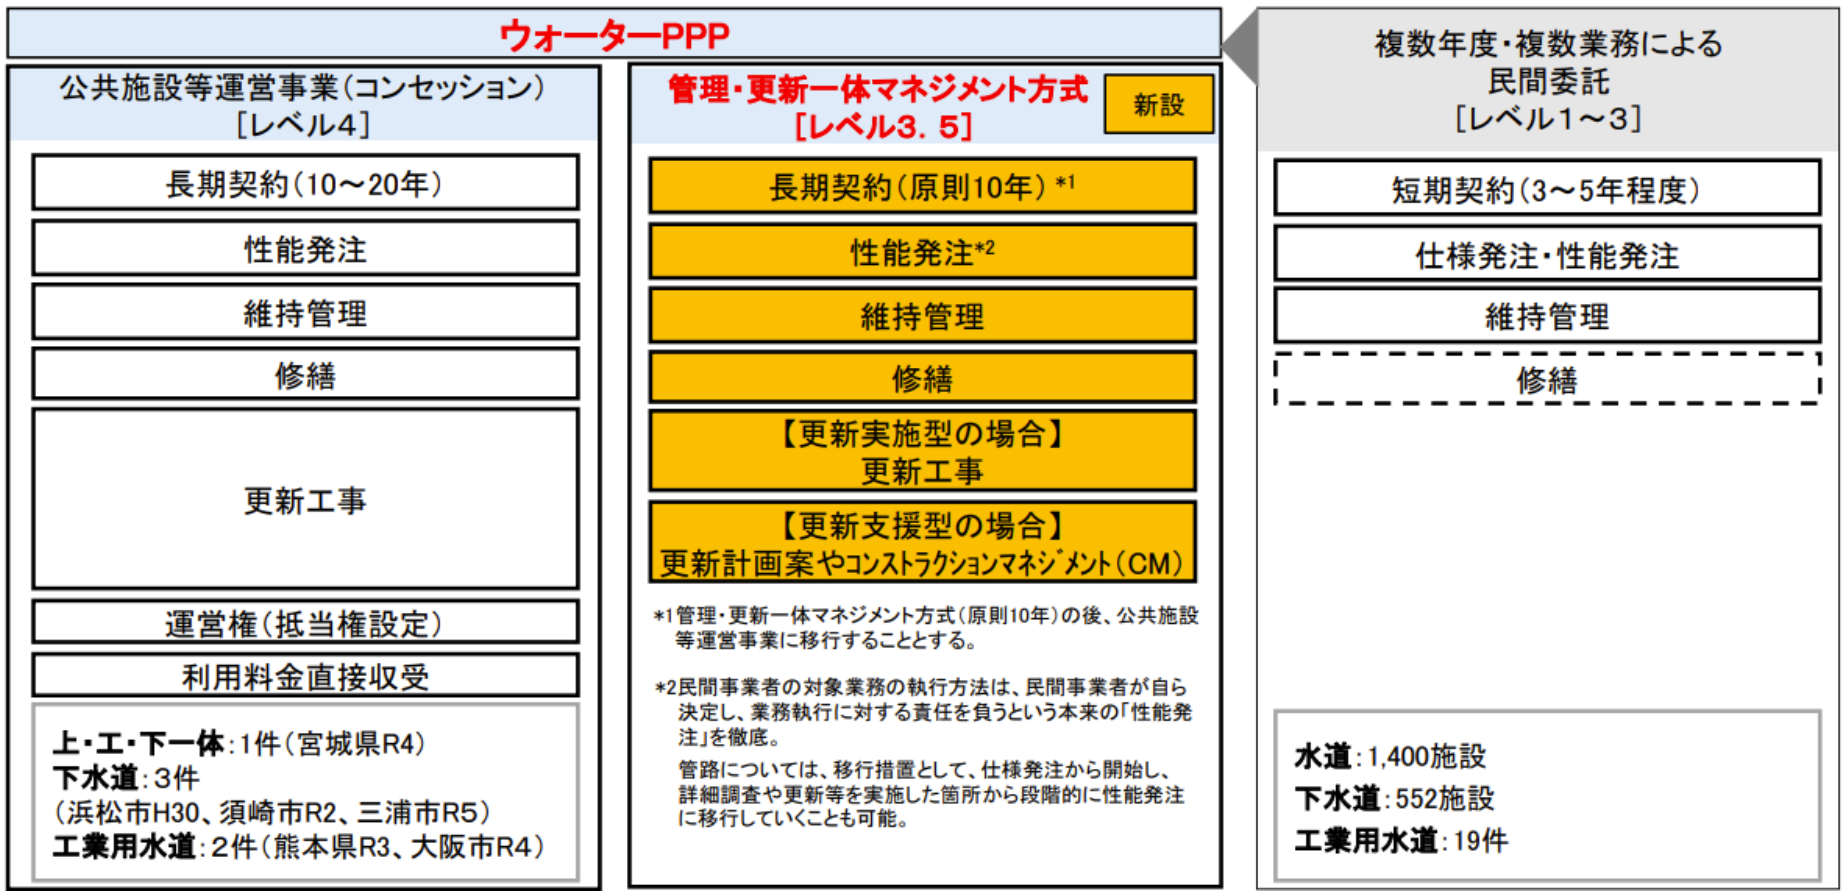 ウォーターPPP
公共施設等運営事業(コンセッション)
[レベル4]
長期契約(10～20年)
性能発注
維持管理
修繕
更新工事
運営権(抵当権設定)
利用料金直接収受
上・工・下一体:1件(宮城県R4)
下水道:3件
(浜松市H30、須崎市R2、三浦市R5)
工業用水道:2件(熊本県R3、大阪市R4)
管理・更新一体マネジメント方式
[レベル3.5]
新設
長期契約(原則10年)*1
性能発注*2
維持管理
修繕
【更新実施型の場合】
更新工事
【更新支援型の場合】
更新計画案やコンストラクションマネジメント(CM)
*1管理・更新一体マネジメント方式(原則10年)の後、公共施設
等運営事業に移行することとする。
*2民間事業者の対象業務の執行方法は、民間事業者が自ら
決定し、業務執行に対する責任を負うという本来の「性能発
注」を徹底。
管路については、移行措置として、仕様発注から開始し、
詳細調査や更新等を実施した箇所から段階的に性能発注
に移行していくことも可能。
複数年度・複数業務による
民間委託
[レベル1～3]
短期契約(3～5年程度)
仕様発注・性能発注
維持管理
修繕
水道:1,400施設
下水道:552施設
工業用水道:19件